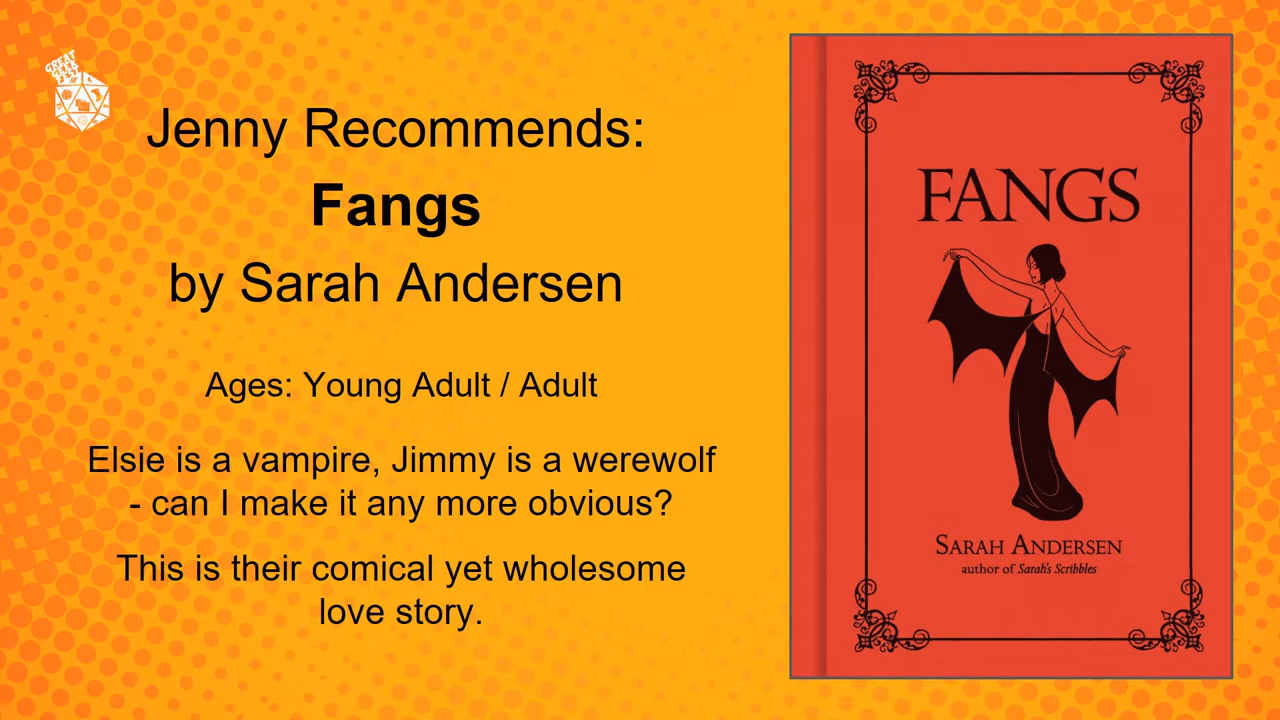 Jenny Recommends:
Fangs
by Sarah Andersen
Ages: Young Adult / Adult
Elsie is a vampire, Jimmy is a werewolf
- can I make it any more obvious?
This is their comical yet wholesome
love story.
FANGS
SARAH ANDERSEN
author of Sarah's Scribbles